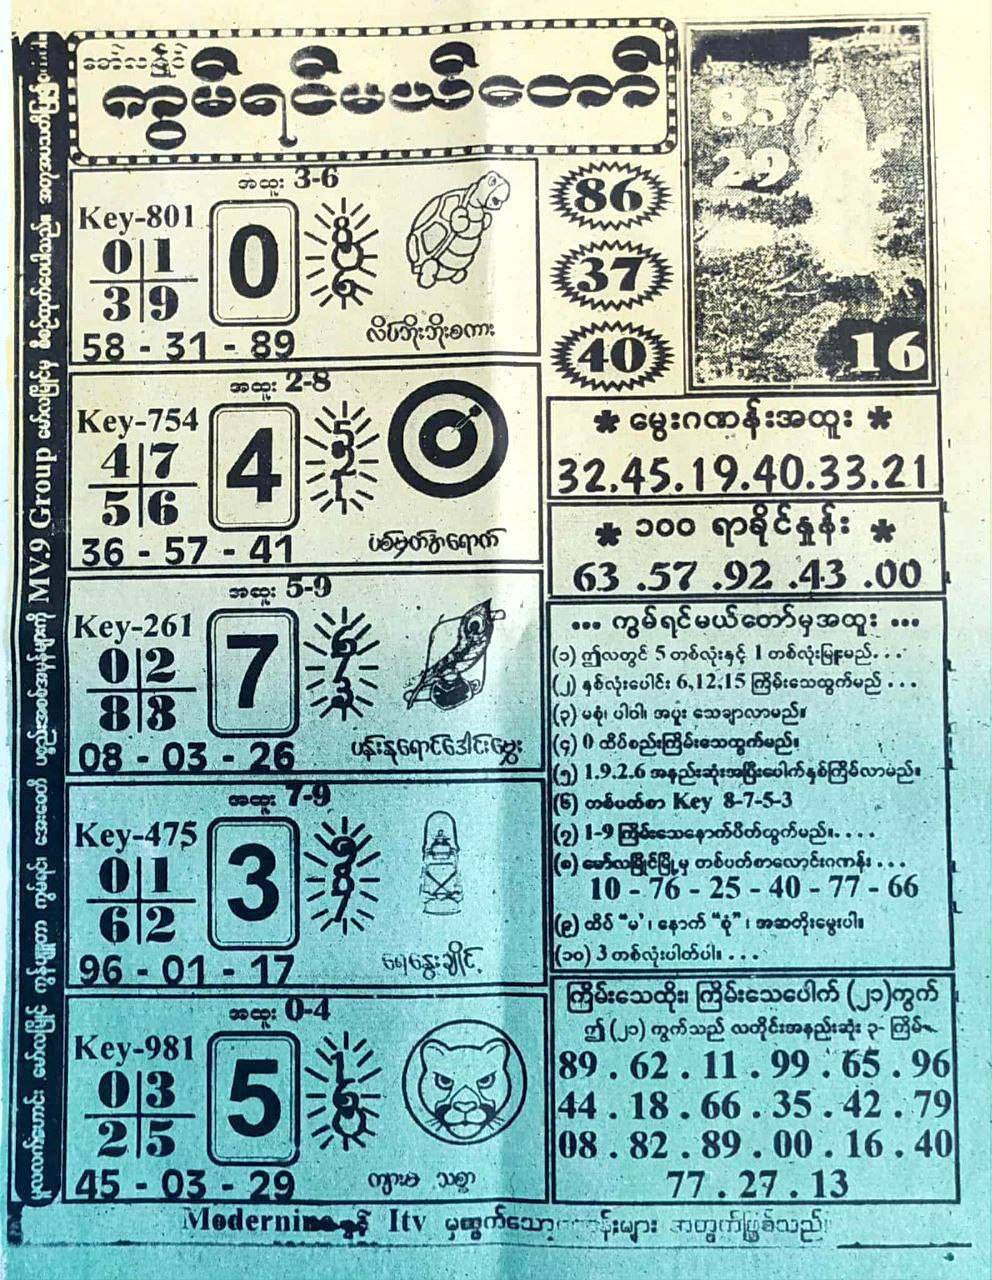 ကွမ်ရင်မယ်တော်
အထူး 3-6
Key-801
0 1
3 9
0
8
6
58 - 31 - 89
လိပ်ဘိုးဘိုးစကား
အထူး 2-8
Key-754
4 7
5 6
4
5
2
1
36 - 57 - 41
ပစ်မှတ်
အထူး 5-9
Key-261
0 2
8 3
7
6
7
3
08 - 03 - 26
ပန်းနုရောင်ဒေါင်းမွှေး
အထူး 7-9
Key-475
0 1
6 2
3
9
8
7
96 - 01 - 17
ရေနွေးချိုင့်
အထူး 0-4
Key-981
0 3
2 5
5
1
6
8
45 - 03 - 29
ကျားမ သစ္စာ
86
37
40
85
29
16
* မွေးဂဏန်းအထူး *
32.45.19.40.33.21
* ၁၀၀ ရာခိုင်နှုန်း *
63 .57 .92 .43 .00
... ကွမ်ရင်မယ်တော်မှအထူး ...
(၁) ဤလတွင် 5 တစ်လုံးနှင့် 1 တစ်လုံးမြူးမည်. . .
(၂) နှစ်လုံးပေါင်း 6,12,15 ကြိမ်းသေထွက်မည် . . .
(၃) မစုံ၊ ပါဝါ၊ အပူး သေချာလာမည်။
(၄) 0 ထိပ်စည်းကြိမ်းသေထွက်မည်။
(၅) 1.9.2.6 အနည်းဆုံးအပြီးပေါက်နှစ်ကြိမ်လာမည်။
(၆) တစ်ပတ်စာ Key 8-7-5-3
(၇) 1-9 ကြိမ်းသေနောက်ပိတ်ထွက်မည်။. . . .
(၈) မော်လမြိုင်မြို့မှ တစ်ပတ်စာလောင်းဂဏန်း . . .
10 - 76 - 25 - 40 - 77 - 66
(၉) ထိပ် “မ”၊ နောက် “စုံ”၊ အဆတိုးမွေးပါ။
(၁၀) 3 တစ်လုံးပါတ်ပါ. . . .
ကြိမ်းသေထိုး၊ ကြိမ်းသေပေါက် (၂၁)ကွက်
ဤ (၂၁) ကွက်သည် လတိုင်းအနည်းဆုံး ၃- ကြိမ်
89 . 62 . 11 . 99 . 65 . 96
44 . 18 . 66 . 35 . 42 . 79
08 . 82 . 89 . 00 . 16 . 40
77 . 27 . 13
Itv မှထွက်သော အတွက်ဖြစ်သည်။
MV.9 Group